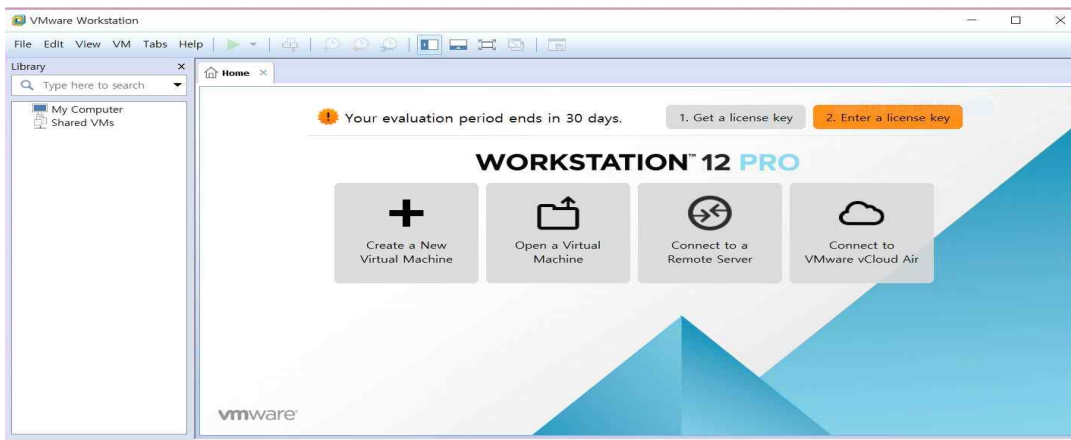 VMware Workstation
File Edit View VM Tabs Help
Library
Type here to search
My Computer
Shared VMs
Home
Your evaluation period ends in 30 days.
1. Get a license key
2. Enter a license key
WORKSTATION™ 12 PRO
Create a New
Virtual Machine
Open a Virtual
Machine
Connect to a
Remote Server
Connect to
VMware vCloud Air
vmware